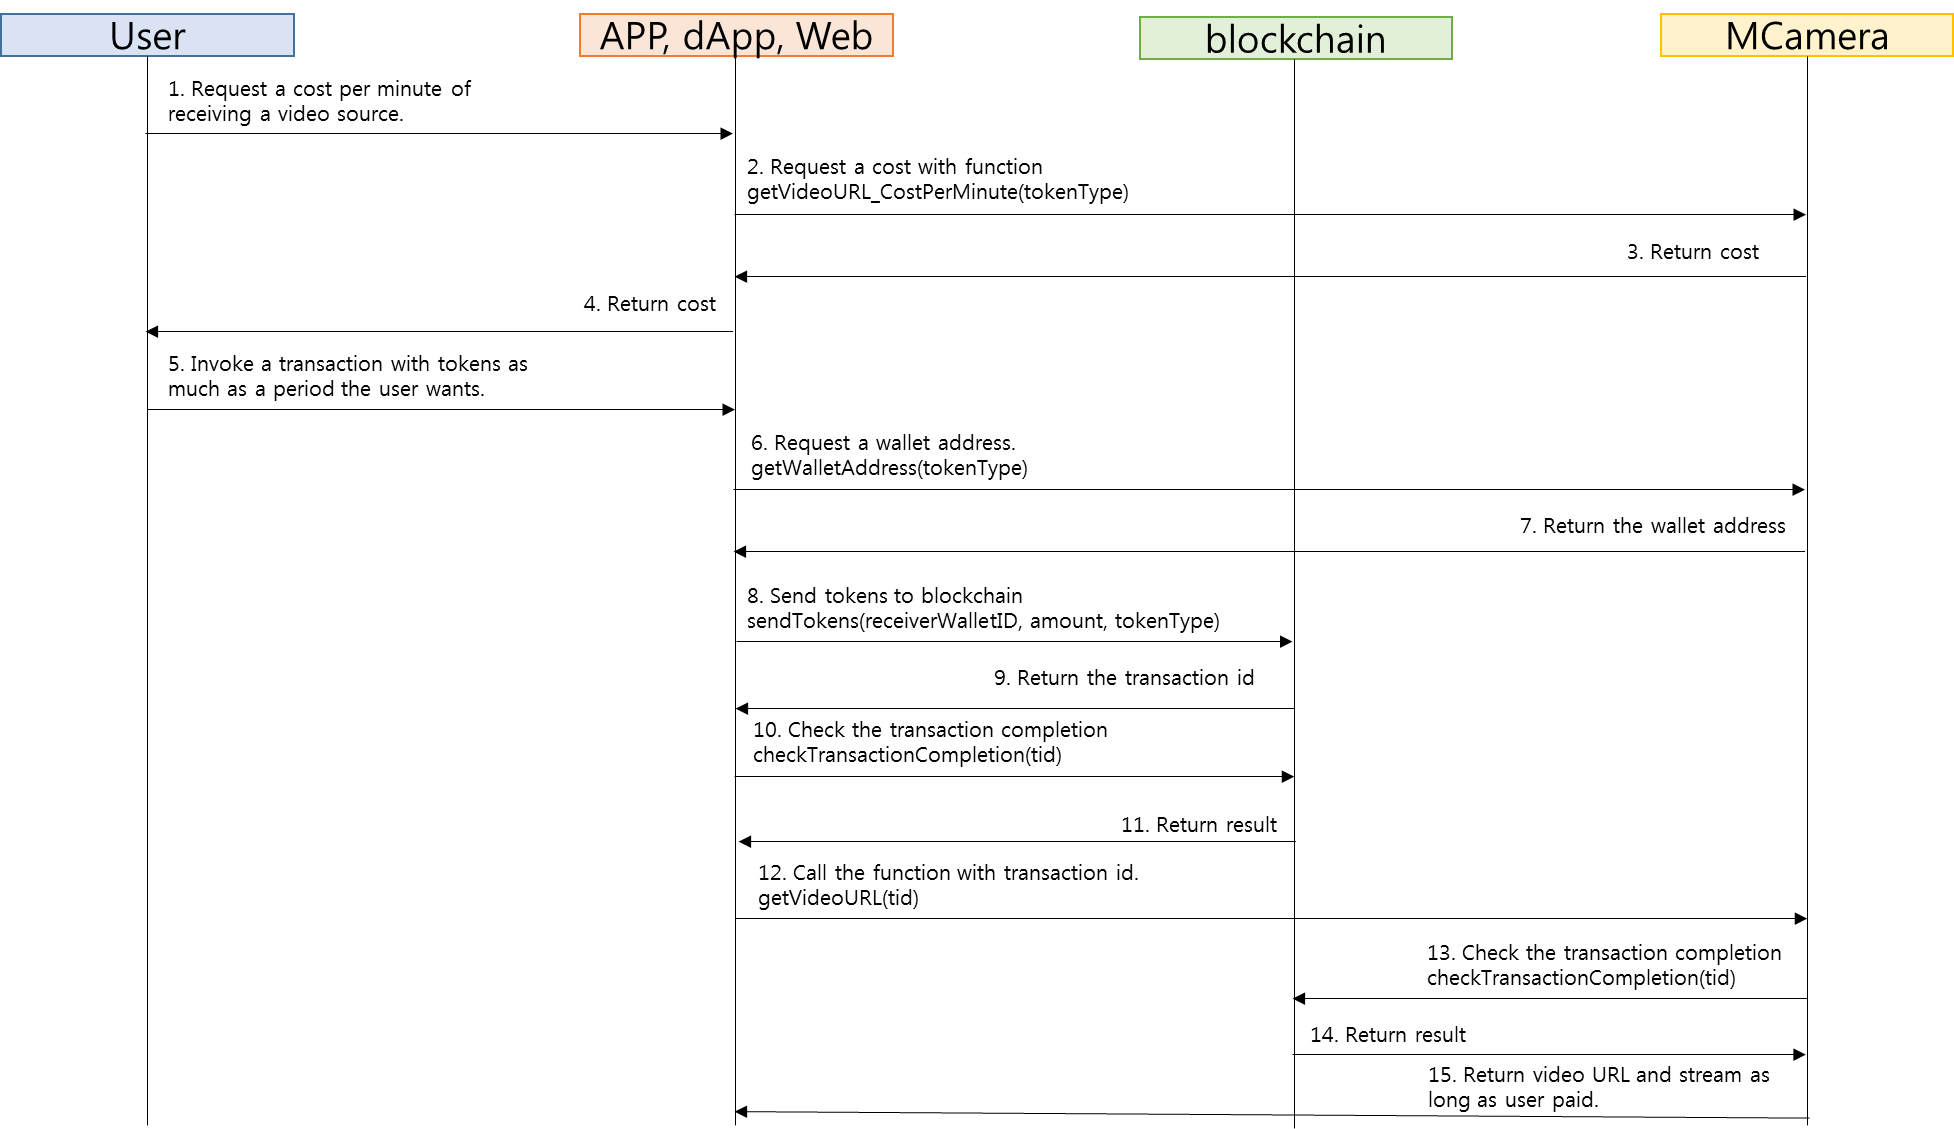 User
APP, dApp, Web
blockchain
MCamera
1. Request a cost per minute of
receiving a video source.
2. Request a cost with function
getVideoURL_CostPerMinute(tokenType)
3. Return cost
4. Return cost
5. Invoke a transaction with tokens as
much as a period the user wants.
6. Request a wallet address.
getWalletAddress(tokenType)
7. Return the wallet address
8. Send tokens to blockchain
sendTokens(receiverWalletID, amount, tokenType)
9. Return the transaction id
10. Check the transaction completion
checkTransactionCompletion(tid)
11. Return result
12. Call the function with transaction id.
getVideoURL(tid)
13. Check the transaction completion
checkTransactionCompletion(tid)
14. Return result
15. Return video URL and stream as
long as user paid.